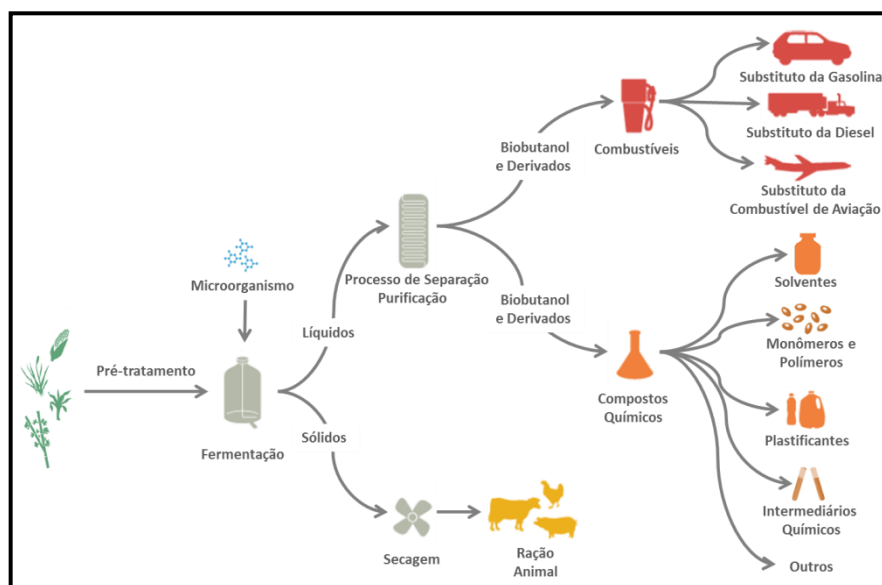 Pré-tratamento
Microorganismo
Fermentação
Líquidos
Sólidos
Processo de Separação
Purificação
Secagem
Ração
Animal
Biobutanol
e Derivados
Combustíveis
Substituto da Gasolina
Substituto da Diesel
Substituto da
Combustível de Aviação
Biobutanol
e Derivados
Compostos
Químicos
Solventes
Monômeros e
Polímeros
Plastificantes
Intermediários
Químicos
Outros